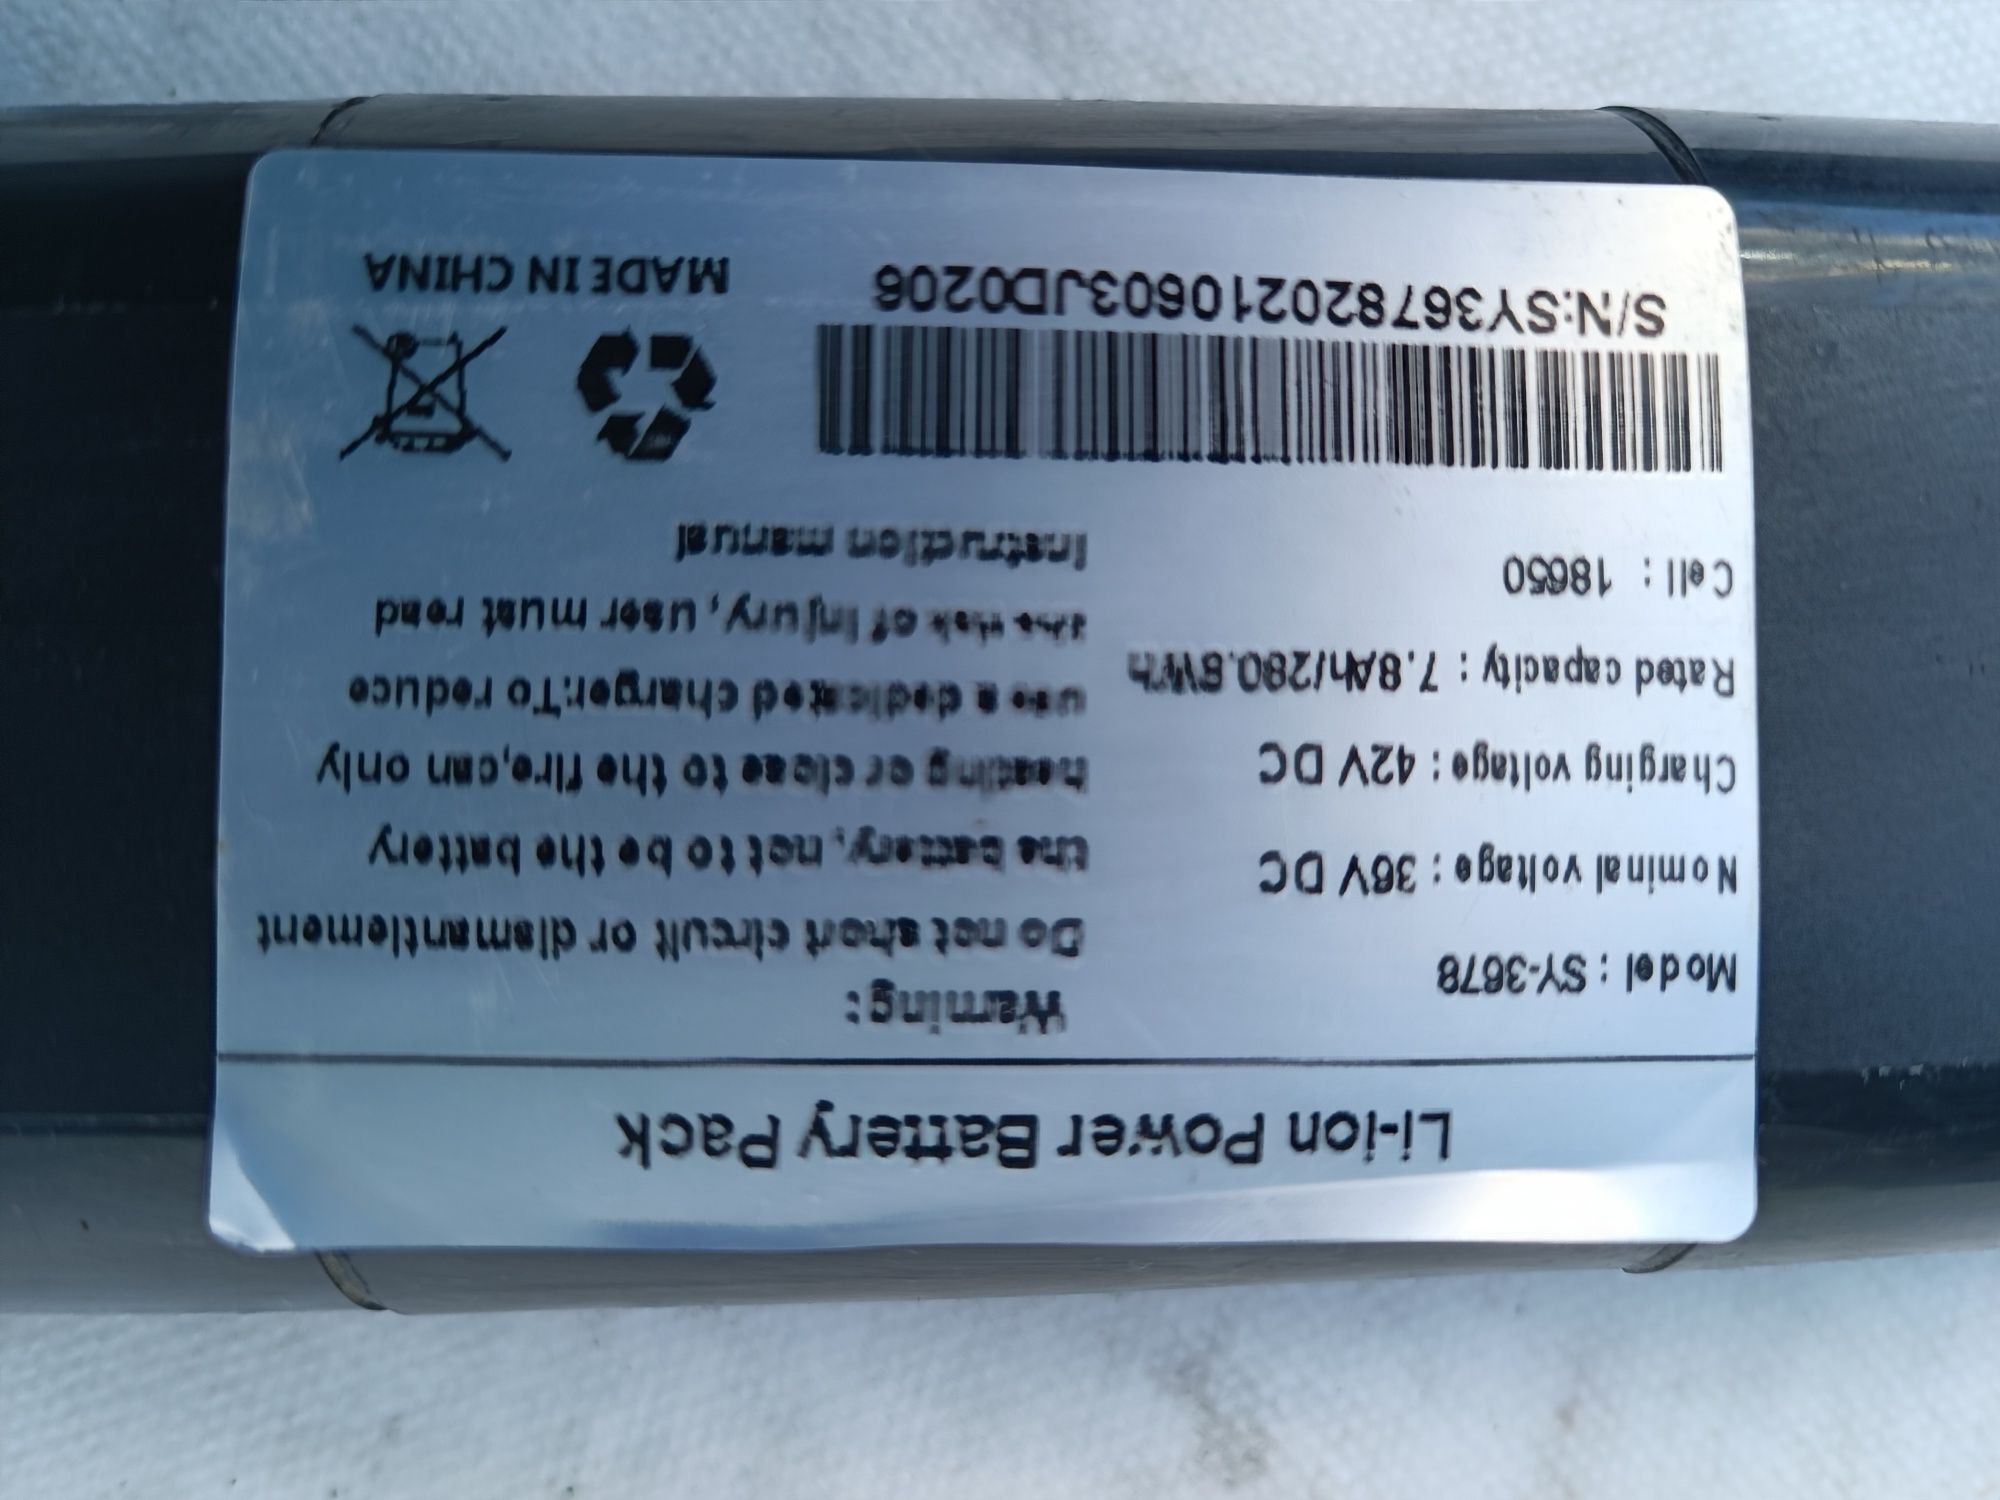 Li-ion Power Battery Pack
Model : SY-3678
Nominal voltage : 36V DC
Charging voltage : 42V DC
Rated capacity : 7.8Ah/280.8Wh
Cell : 18650
Warning :
Do not short circuit or dismantlement
the battery, not to be the battery
heating or close to the fire,can only
use a dedicated charger.To reduce
the risk of injury, user must read
instruction manual
S/N:SY367820210603JD0206
MADE IN CHINA